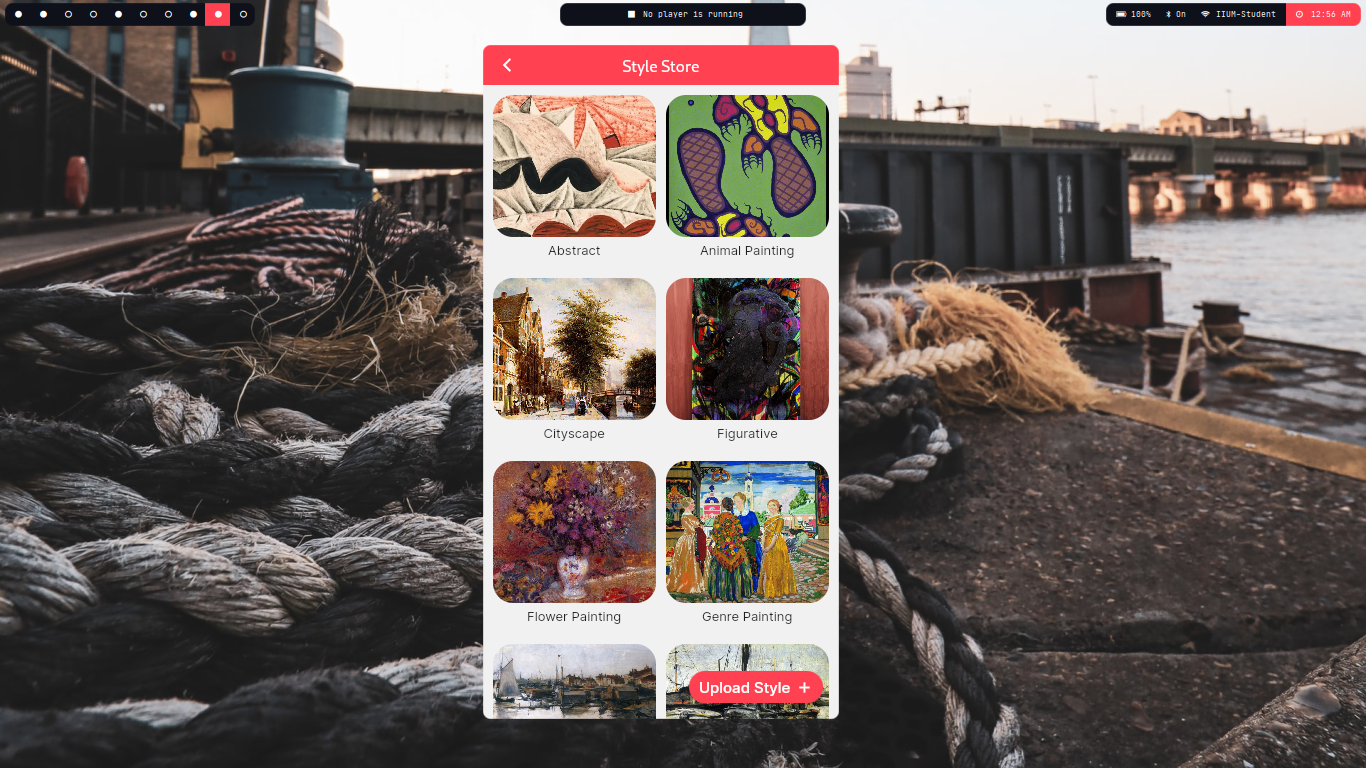 No player is running
100%
On
IIUM-Student
12:56 AM
Style Store
Abstract
Animal Painting
Cityscape
Figurative
Flower Painting
Genre Painting
Upload Style +